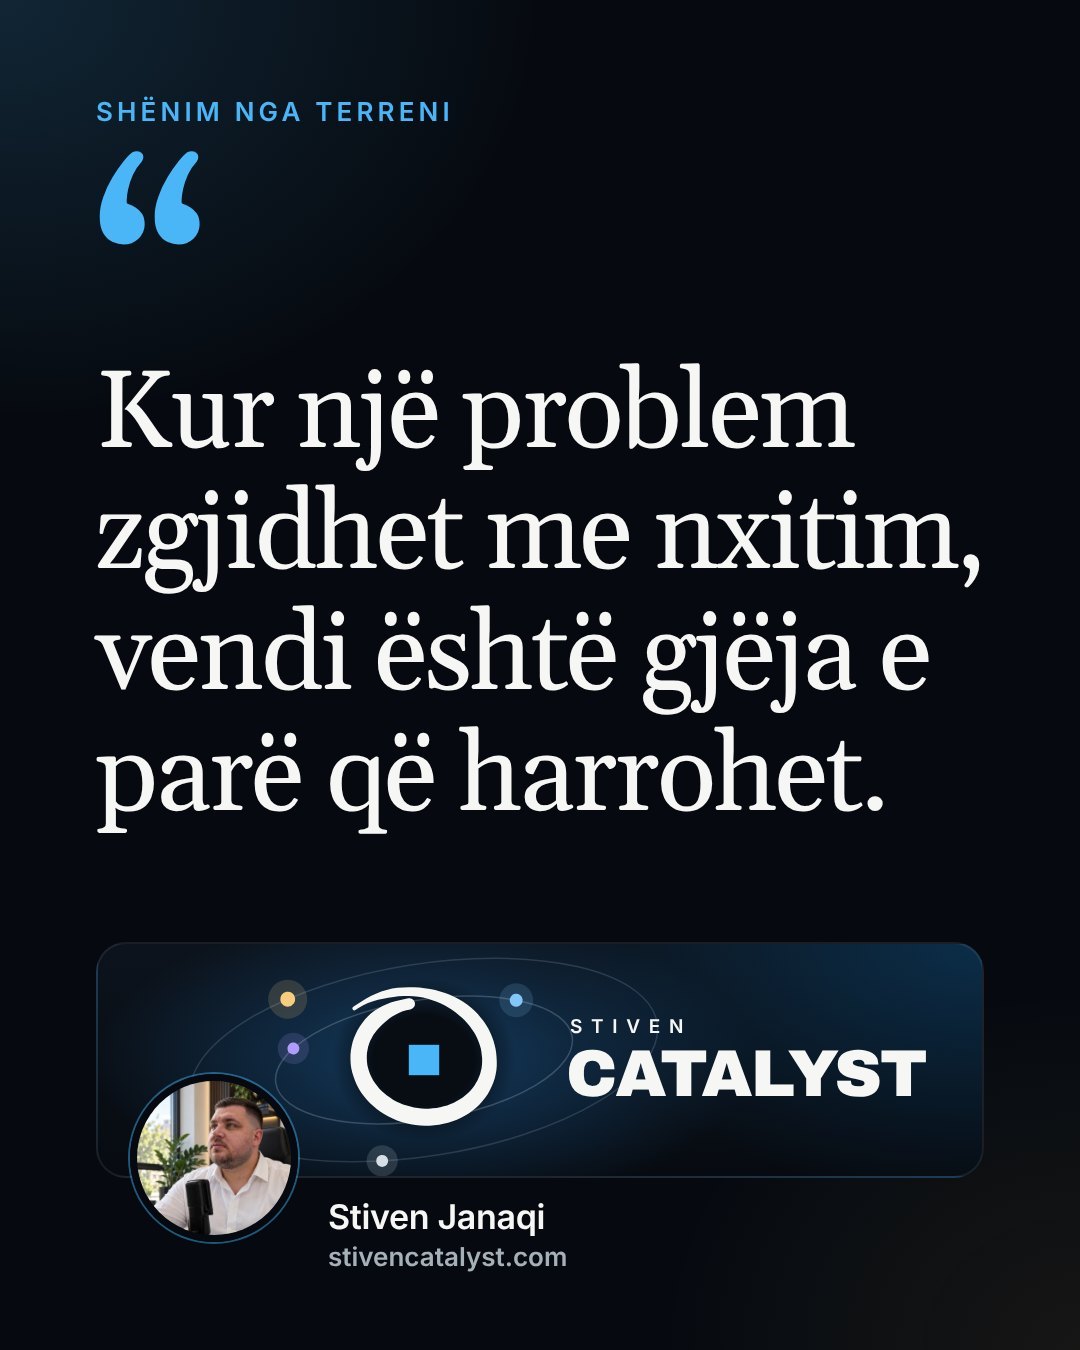 SHËNIM NGA TERRENI
“
Kur një problem
zgjidhet me nxitim,
vendi është gjëja e
parë që harrohet.
STIVEN
CATALYST
Stiven Janaqi
stivencatalyst.com